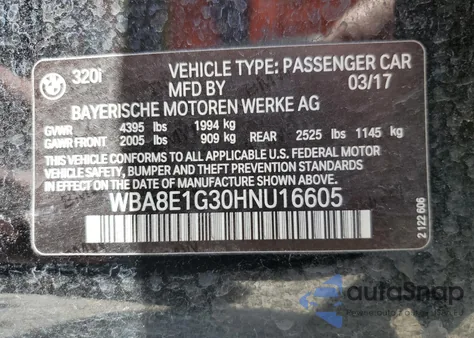 320i VEHICLE TYPE: PASSENGER CAR
MFD BY 03/17
BAYERISCHE MOTOREN WERKE AG
GVWR 4395 lbs 1994 kg
GAWR FRONT 2005 lbs 909 kg REAR 2525 lbs 1145 kg
THIS VEHICLE CONFORMS TO ALL APPLICABLE U.S. FEDERAL MOTOR
VEHICLE SAFETY, BUMPER, AND THEFT PREVENTION STANDARDS
IN EFFECT ON THE DATE OF MANUFACTURE SHOWN ABOVE.
WBA8E1G30HNU16605
2 122 606
autoSnap
www.autosnap